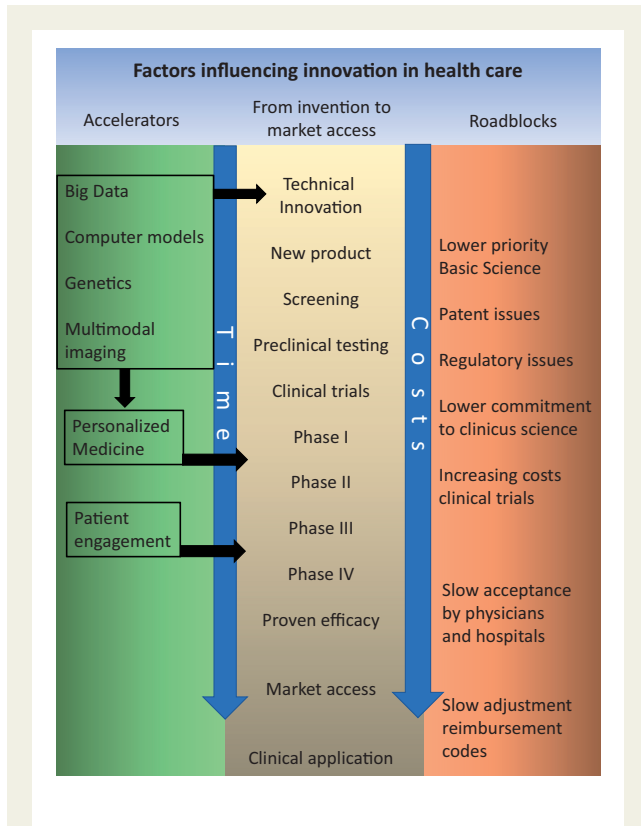 Factors influencing innovation in health care
Accelerators
From invention to
market access
Roadblocks
Big Data
Computer models
Genetics
Multimodal
imaging
Personalized
Medicine
Patient
engagement
Time
Technical
Innovation
New product
Screening
Preclinical testing
Clinical trials
Phase I
Phase II
Phase III
Phase IV
Proven efficacy
Market access
Clinical application
Costs
Lower priority
Basic Science
Patent issues
Regulatory issues
Lower commitment
to clinicus science
Increasing costs
clinical trials
Slow acceptance
by physicians
and hospitals
Slow adjustment
reimbursement
codes